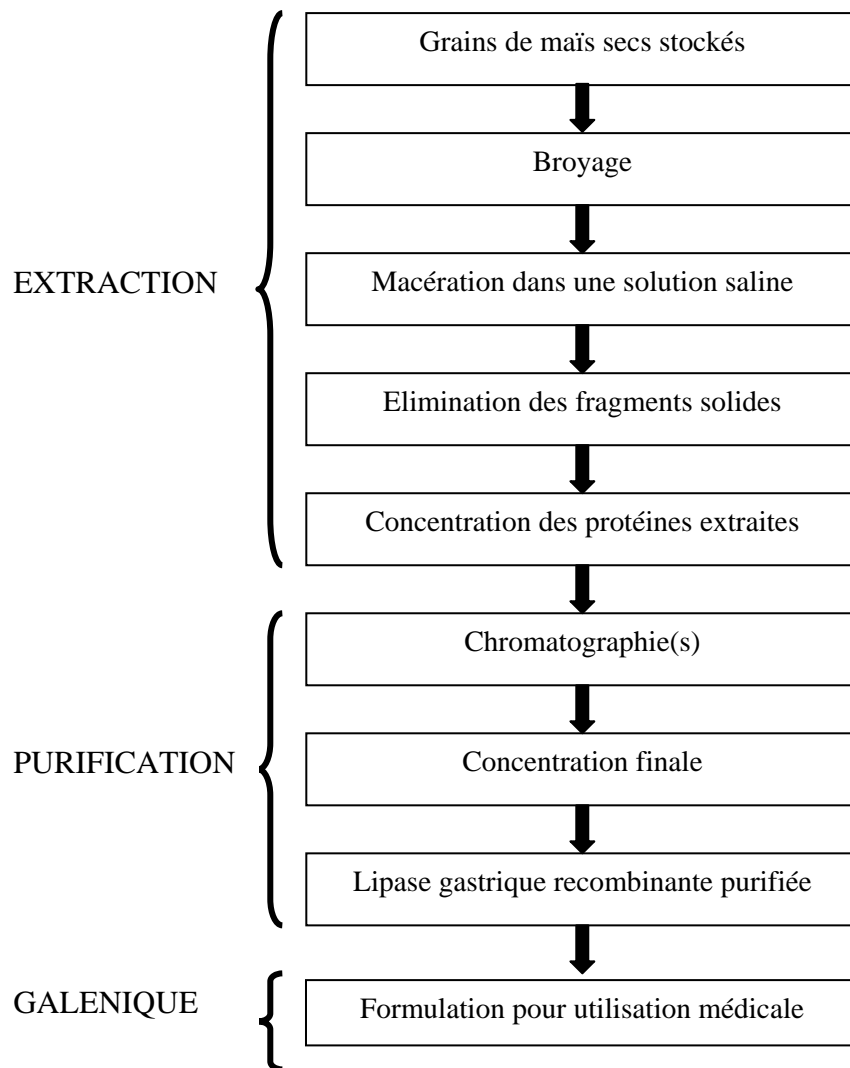 Grains de maïs secs stockés
Broyage
EXTRACTION
Macération dans une solution saline
Elimination des fragments solides
Concentration des protéines extraites
Chromatographie(s)
PURIFICATION
Concentration finale
Lipase gastrique recombinante purifiée
GALENIQUE
Formulation pour utilisation médicale